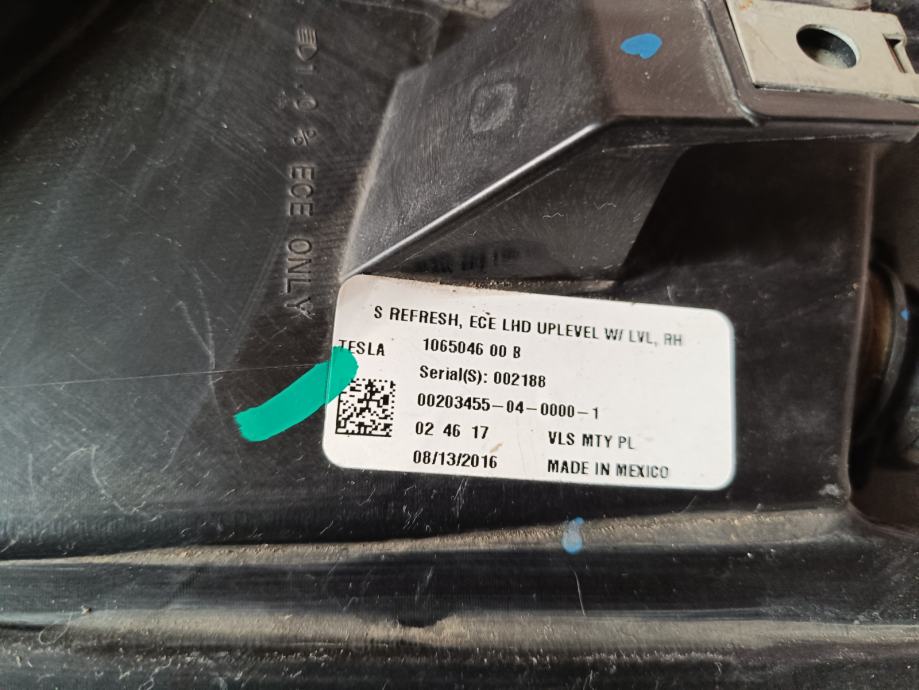 ECE ONLY
S REFRESH, ECE LHD UPLEVEL W/ LVL, RH
TESLA 1065046 00 B
Serial(S): 002188
00203455-04-0000-1
02 46 17 VLS MTY PL
08/13/2016 MADE IN MEXICO